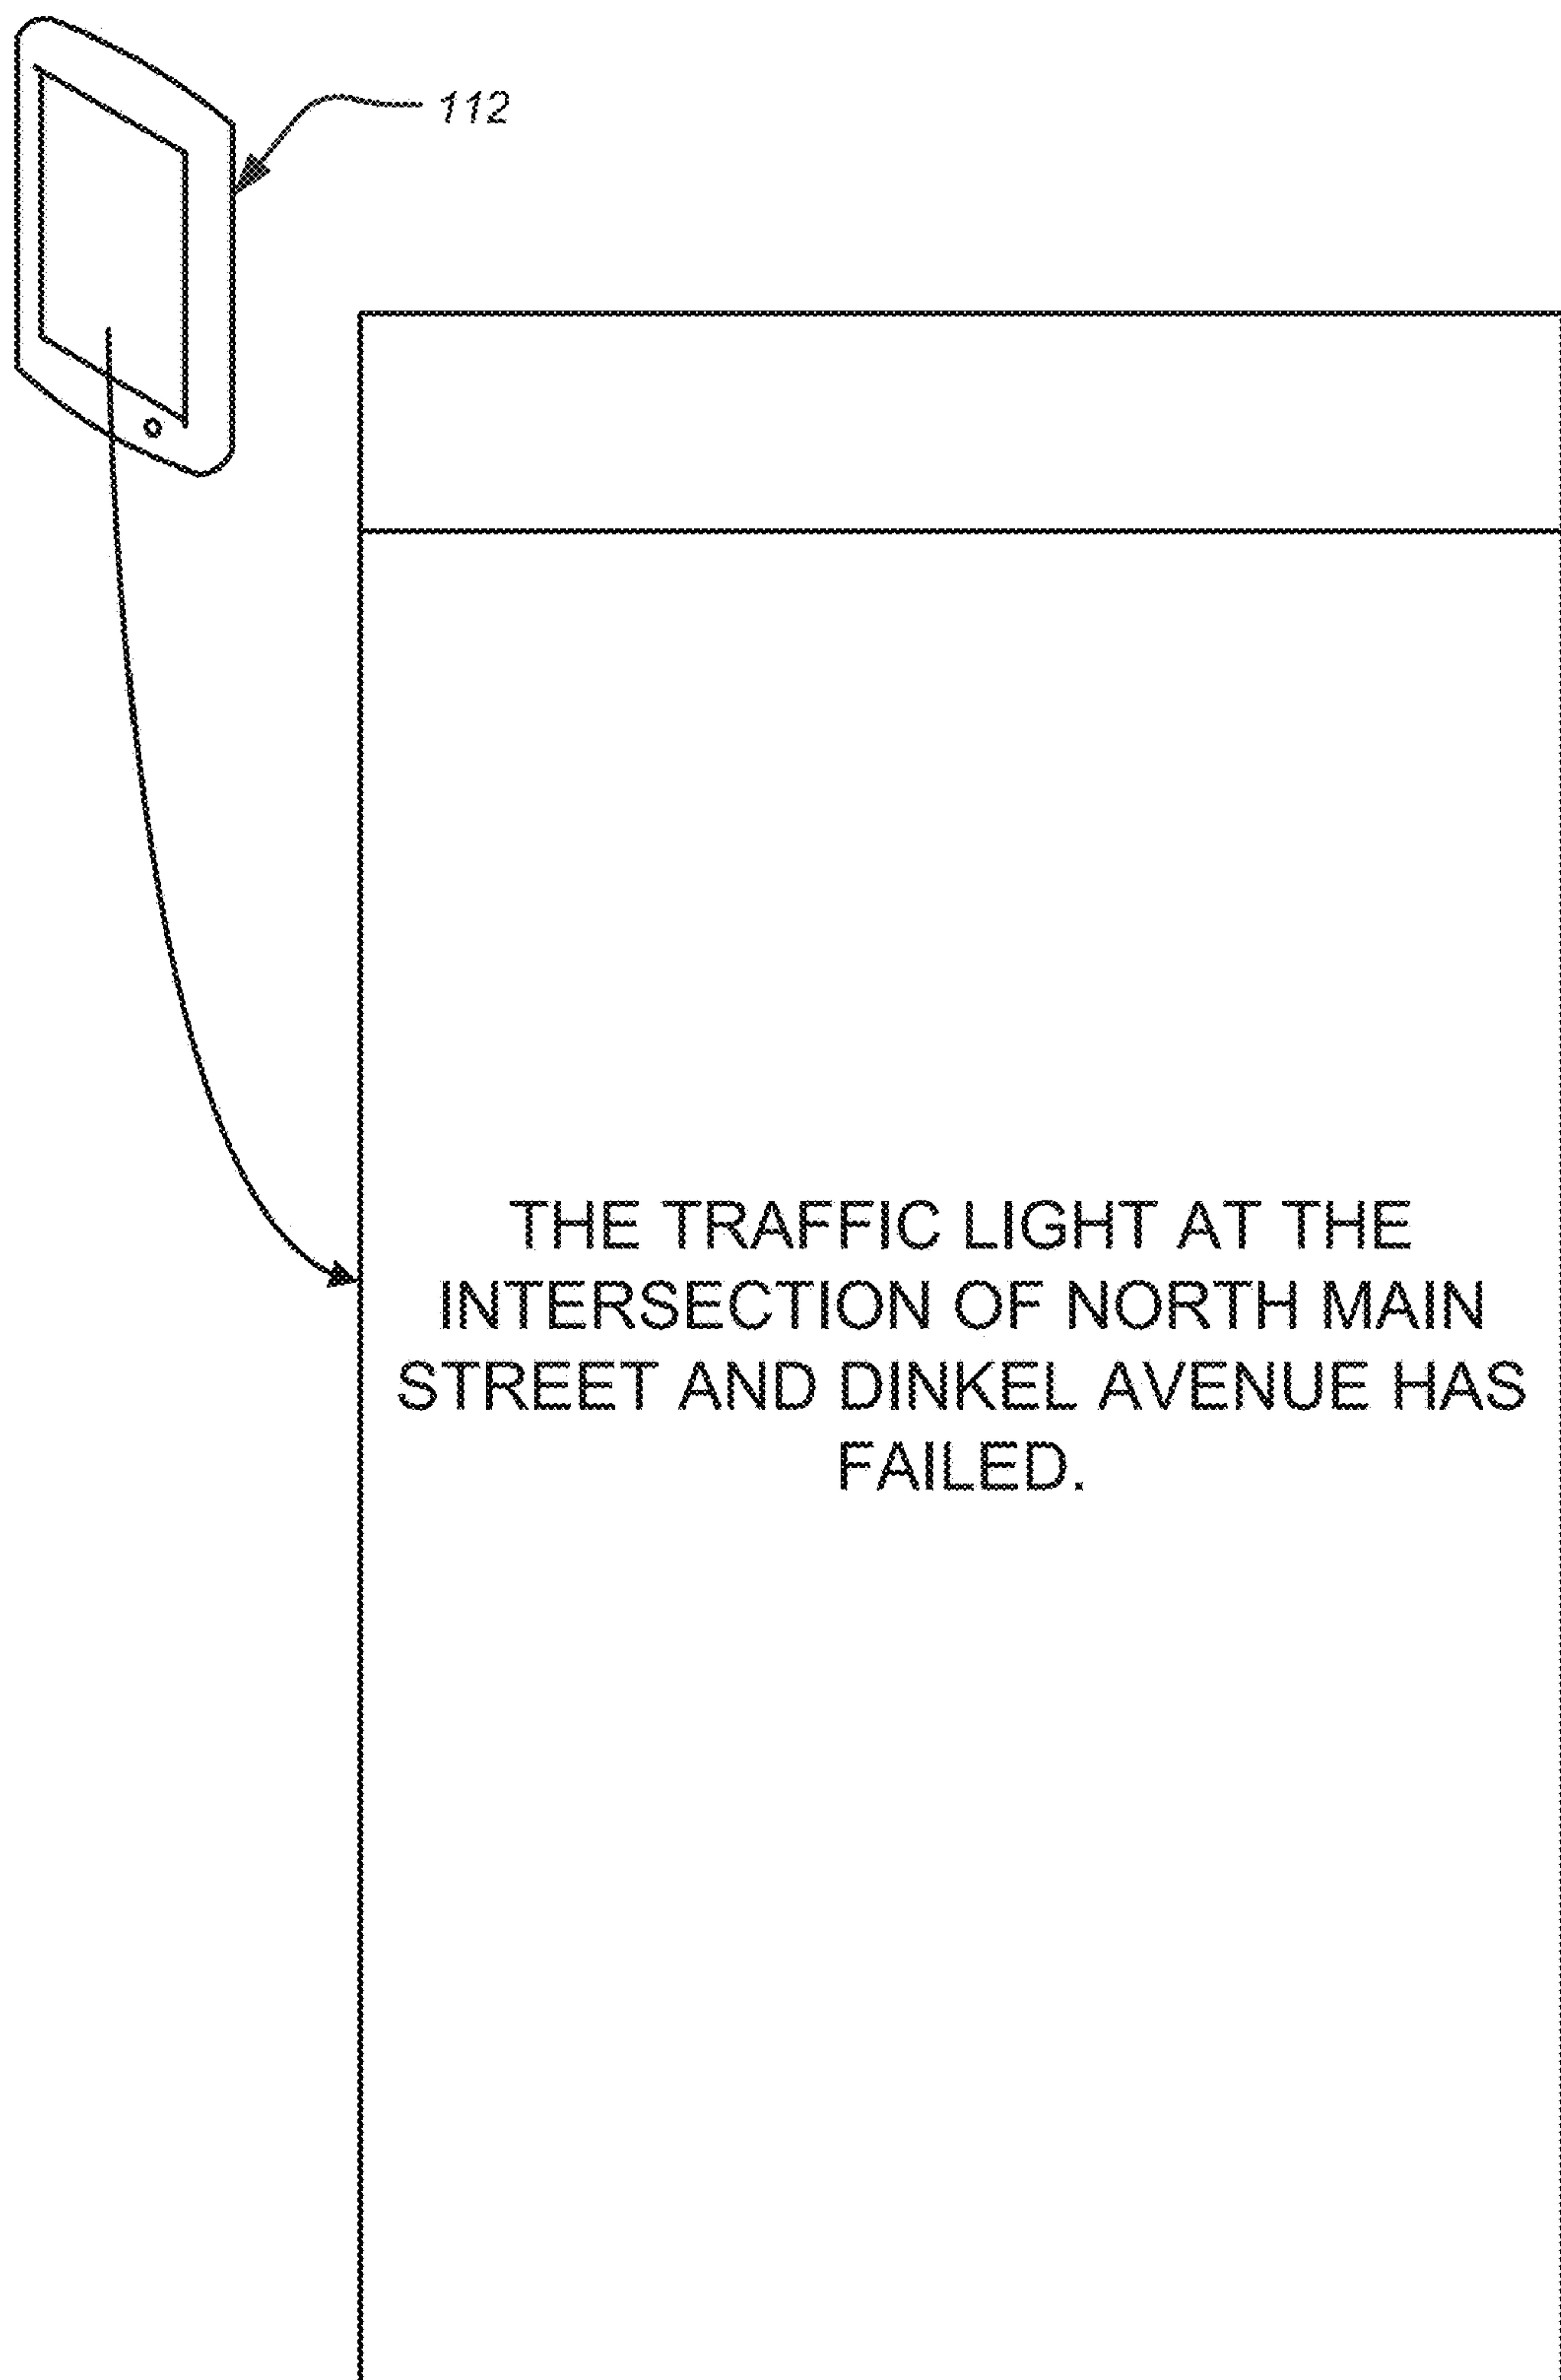 112
THE TRAFFIC LIGHT AT THE
INTERSECTION OF NORTH MAIN
STREET AND DINKEL AVENUE HAS
FAILED.